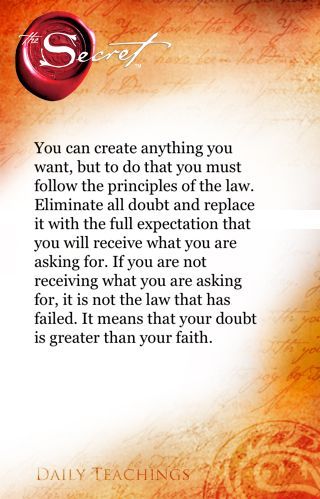 the Secret™
You can create anything you
want, but to do that you must
follow the principles of the law.
Eliminate all doubt and replace
it with the full expectation that
you will receive what you are
asking for. If you are not
receiving what you are asking
for, it is not the law that has
failed. It means that your doubt
is greater than your faith.
DAILY TEACHINGS